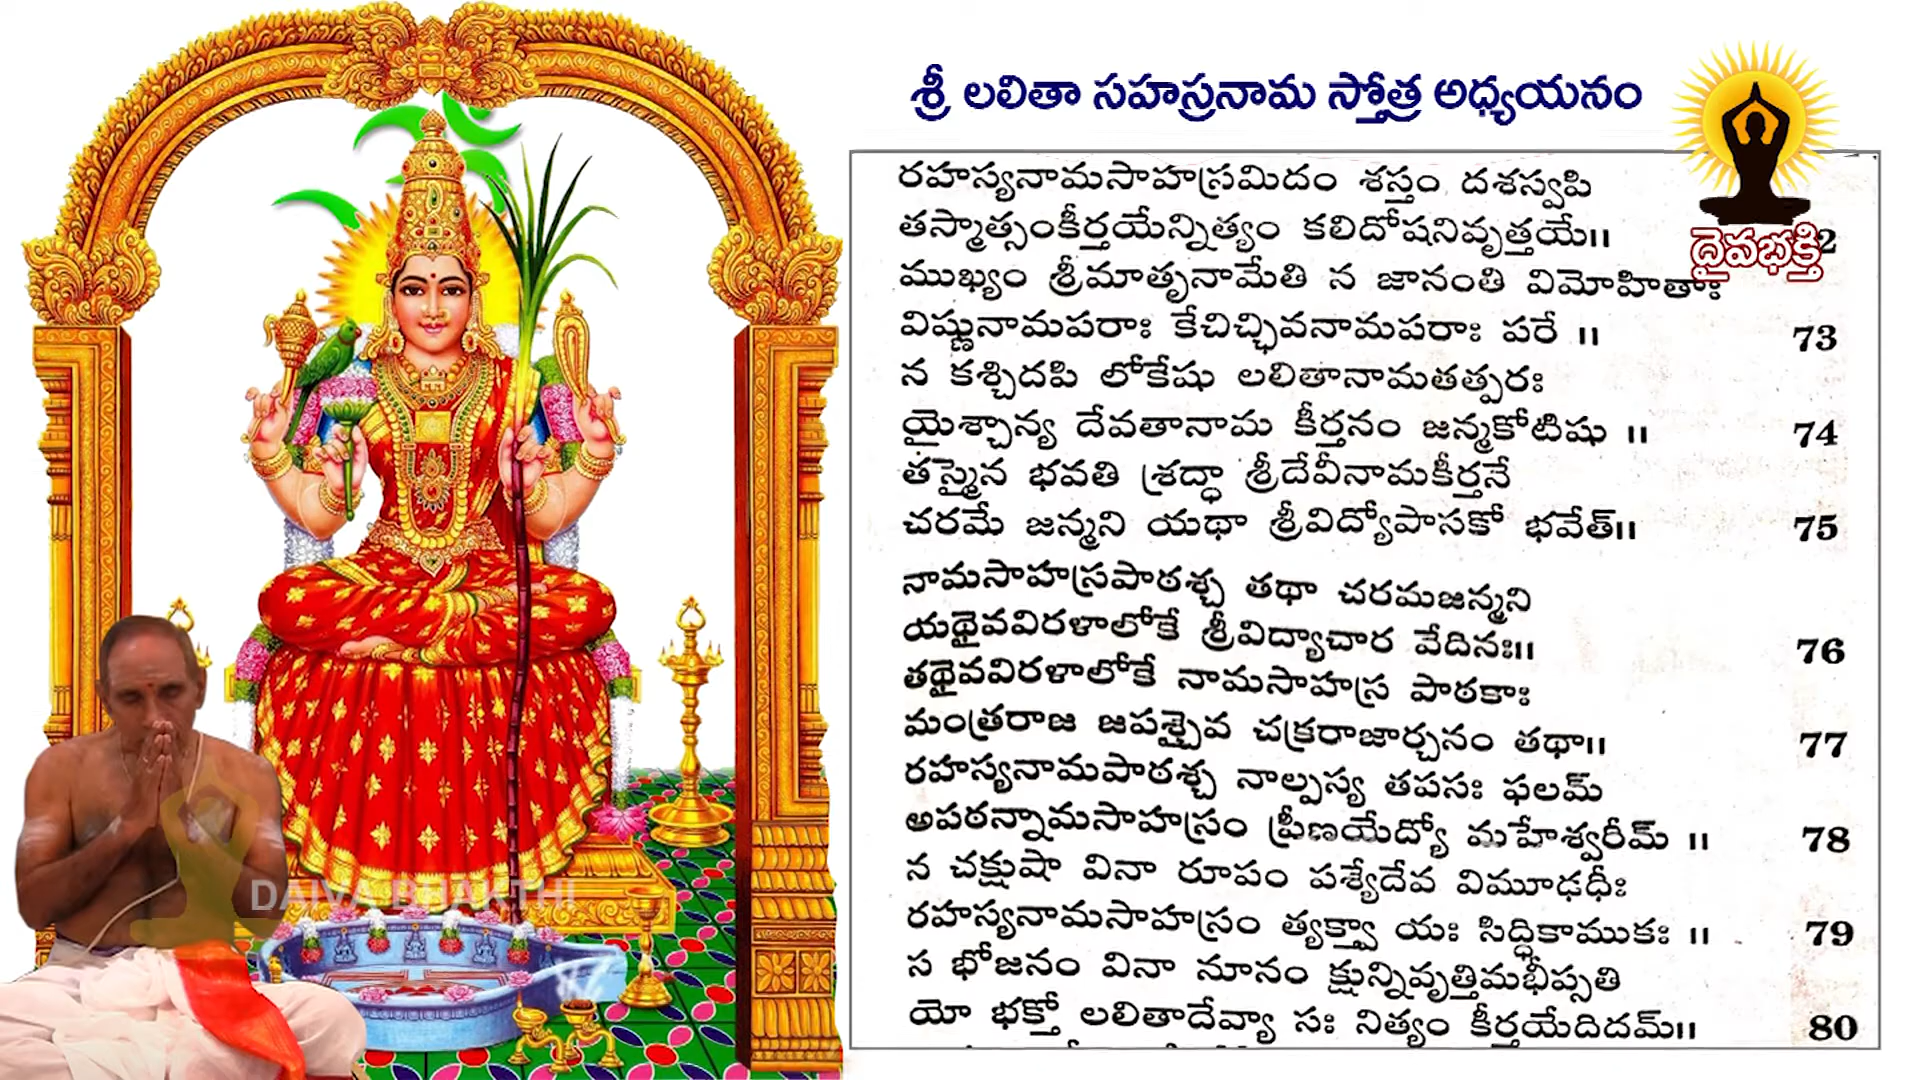 శ్రీ లలితా సహస్రనామ స్తోత్ర అధ్యయనం
దైవభక్తి
రహస్యనామసాహస్రమిదం శస్తం దశస్వపి
తస్మాత్సంకీర్తయేన్నిత్యం కలిదోషనివృత్తయే॥
ముఖ్యం శ్రీమాతృనామేతి న జానంతి విమోహితాః
విష్ణునామపరాః కేచిచ్ఛివనామపరాః పరే ॥ 73
న కశ్చిదపి లోకేషు లలితానామతత్పరః
యైశ్చాన్య దేవతానామ కీర్తనం జన్మకోటిషు ॥ 74
తస్మైన భవతి శ్రద్ధా శ్రీదేవీనామకీర్తనే
చరమే జన్మని యథా శ్రీవిద్యోపాసకో భవేత్॥ 75
నామసాహస్రపాఠశ్చ తథా చరమజన్మని
యథైవవిరళాలోకే శ్రీవిద్యాచార వేదినః॥ 76
తథైవవిరళాలోకే నామసాహస్ర పాఠకాః
మంత్రరాజ జపశ్చైవ చక్రరాజార్చనం తథా॥ 77
రహస్యనామపాఠశ్చ నాల్పస్య తపసః ఫలమ్
అపఠన్నామసాహస్రం ప్రీణయేద్యో మహేశ్వరీమ్ ॥ 78
న చక్షుషా వినా రూపం పశ్యేదేవ విమూఢధీః
రహస్యనామసాహస్రం త్యక్త్వా యః సిద్ధికాముకః ॥ 79
స భోజనం వినా నూనం క్షున్నివృత్తిమభీప్సతి
యో భక్తో లలితాదేవ్యా సః నిత్యం కీర్తయేదిదమ్॥ 80
DAIVA BHAKTHI